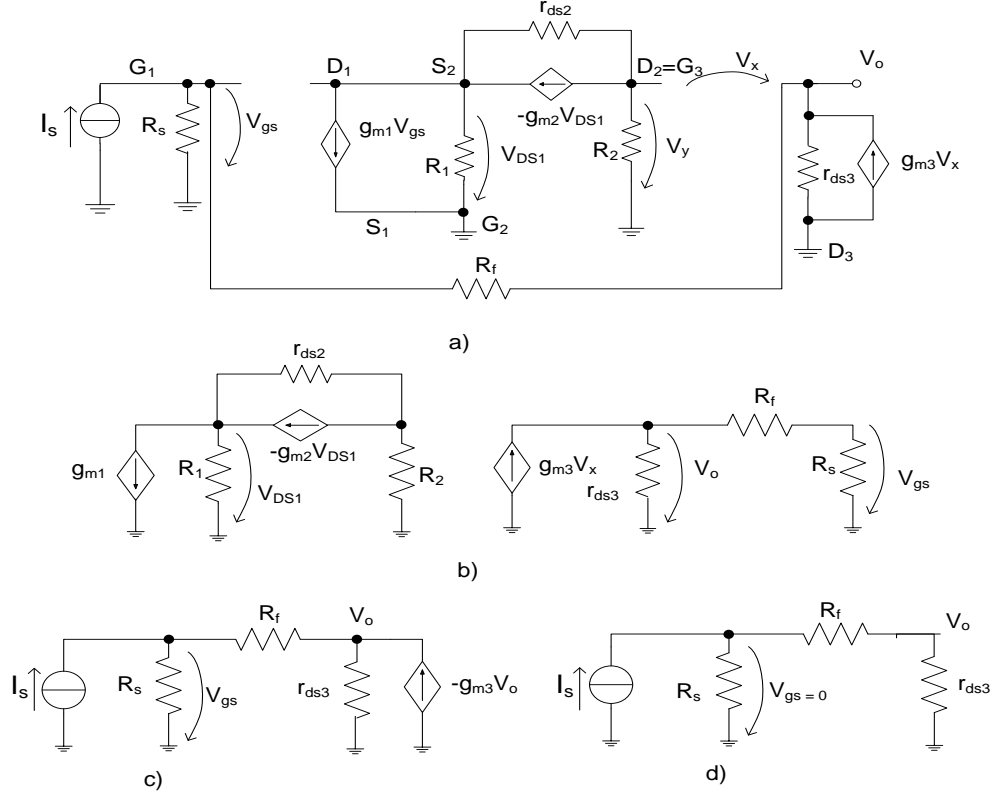 r_ds2
G_1
D_1
S_2
D_2=G_3
V_x
V_o
I_s
R_s
V_gs
g_m1V_gs
R_1
V_DS1
-g_m2V_DS1
R_2
V_y
r_ds3
g_m3V_x
S_1
G_2
D_3
R_f
a)
r_ds2
g_m1
R_1
V_DS1
-g_m2V_DS1
R_2
g_m3V_x
r_ds3
V_o
R_f
R_s
V_gs
b)
I_s
R_s
V_gs
R_f
V_o
r_ds3
-g_m3V_o
c)
I_s
R_s
V_gs = 0
R_f
V_o
r_ds3
d)